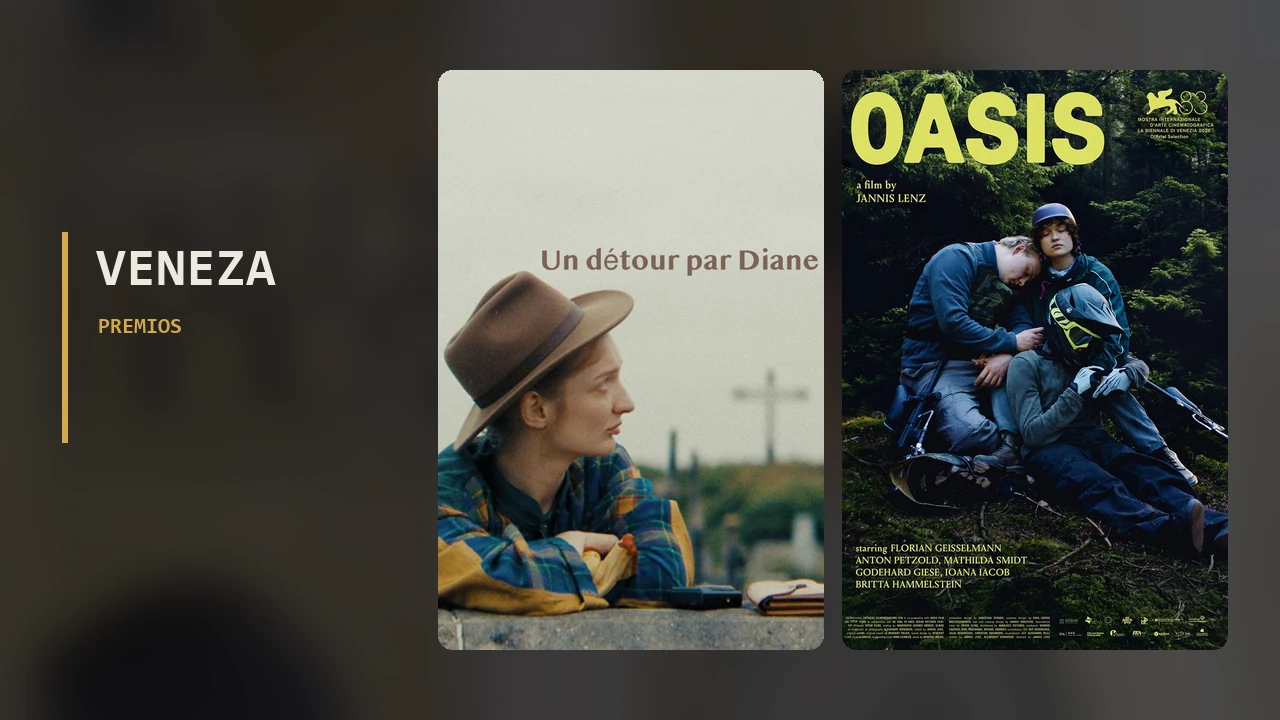 VENEZA
PREMIOS
Un détour par Diane
OASIS
a film by
JANNIS LENZ
MOSTRA INTERNAZIONALE
D'ARTE CINEMATOGRAFICA
LA BIENNALE DI VENEZIA 2026
Official Selection
starring FLORIAN GEISSELMANN
ANTON PETZOLD, MATHILDA SMIDT
GODEHARD GIESE, IOANA IACOB
BRITTA HAMMELSTEIN